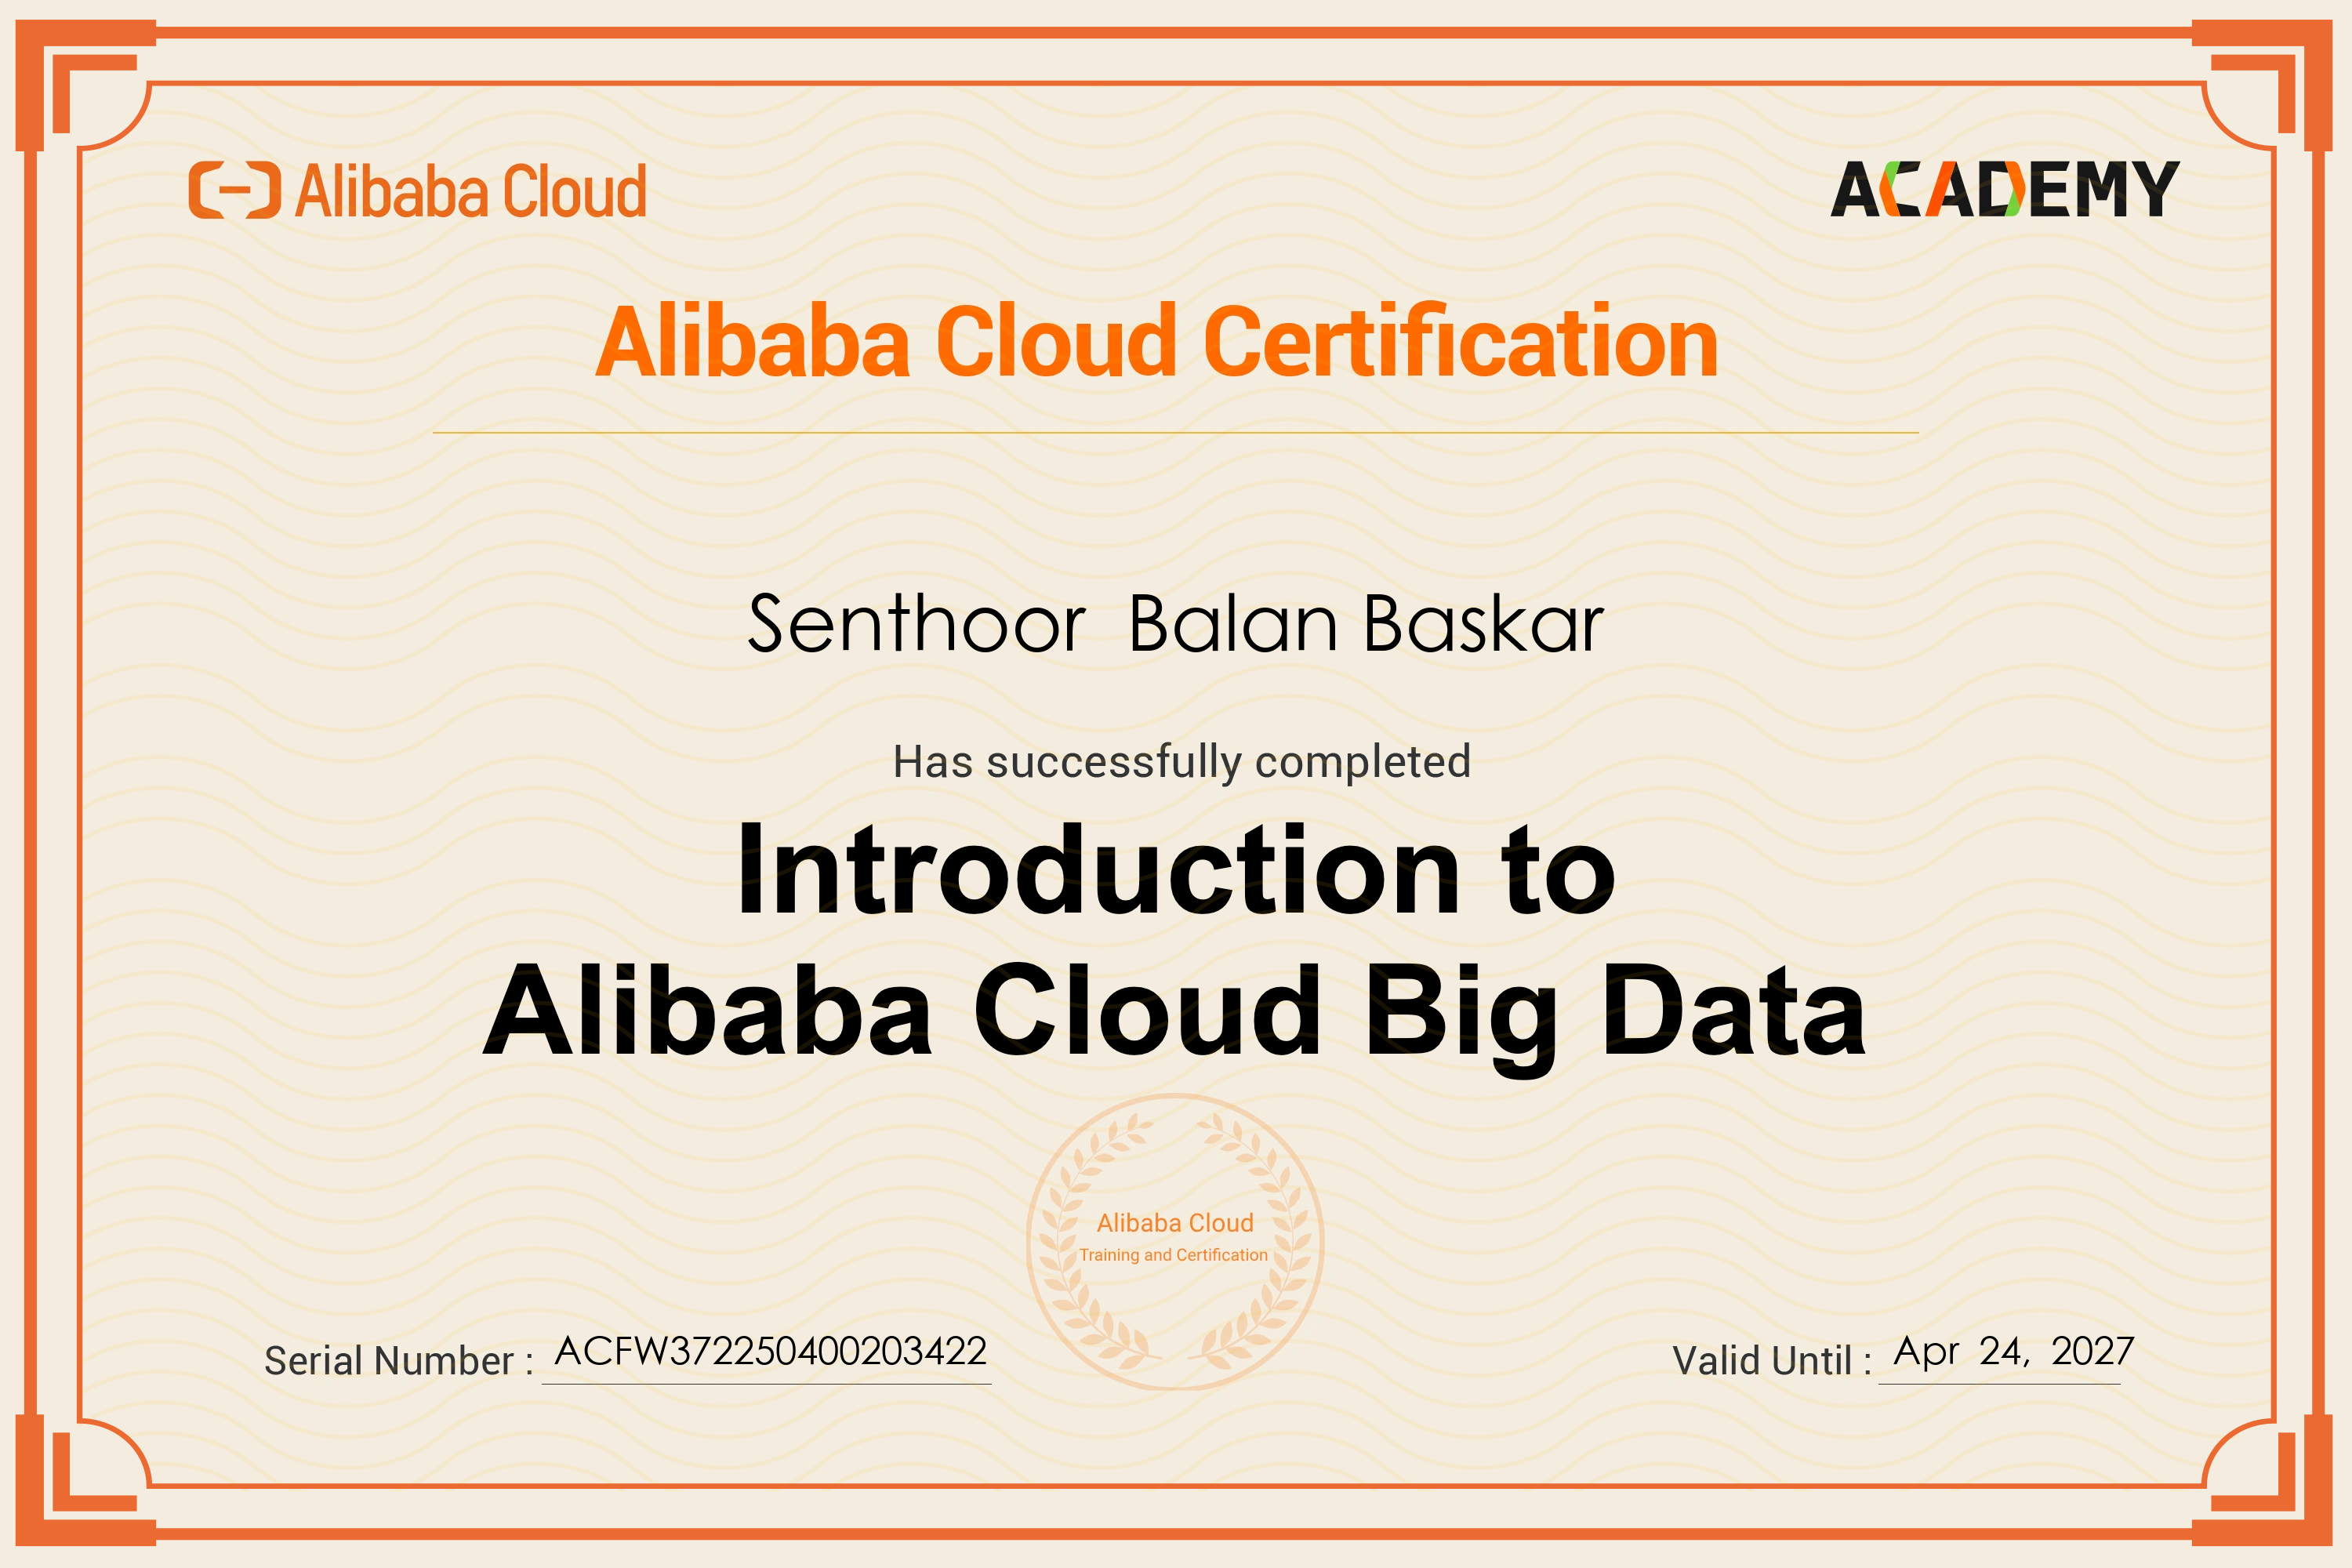 Alibaba Cloud
ACADEMY
Alibaba Cloud Certification
Senthoor Balan Baskar
Has successfully completed
Introduction to
Alibaba Cloud Big Data
Alibaba Cloud
Training and Certification
Serial Number : ACFW372250400203422
Valid Until : Apr 24, 2027